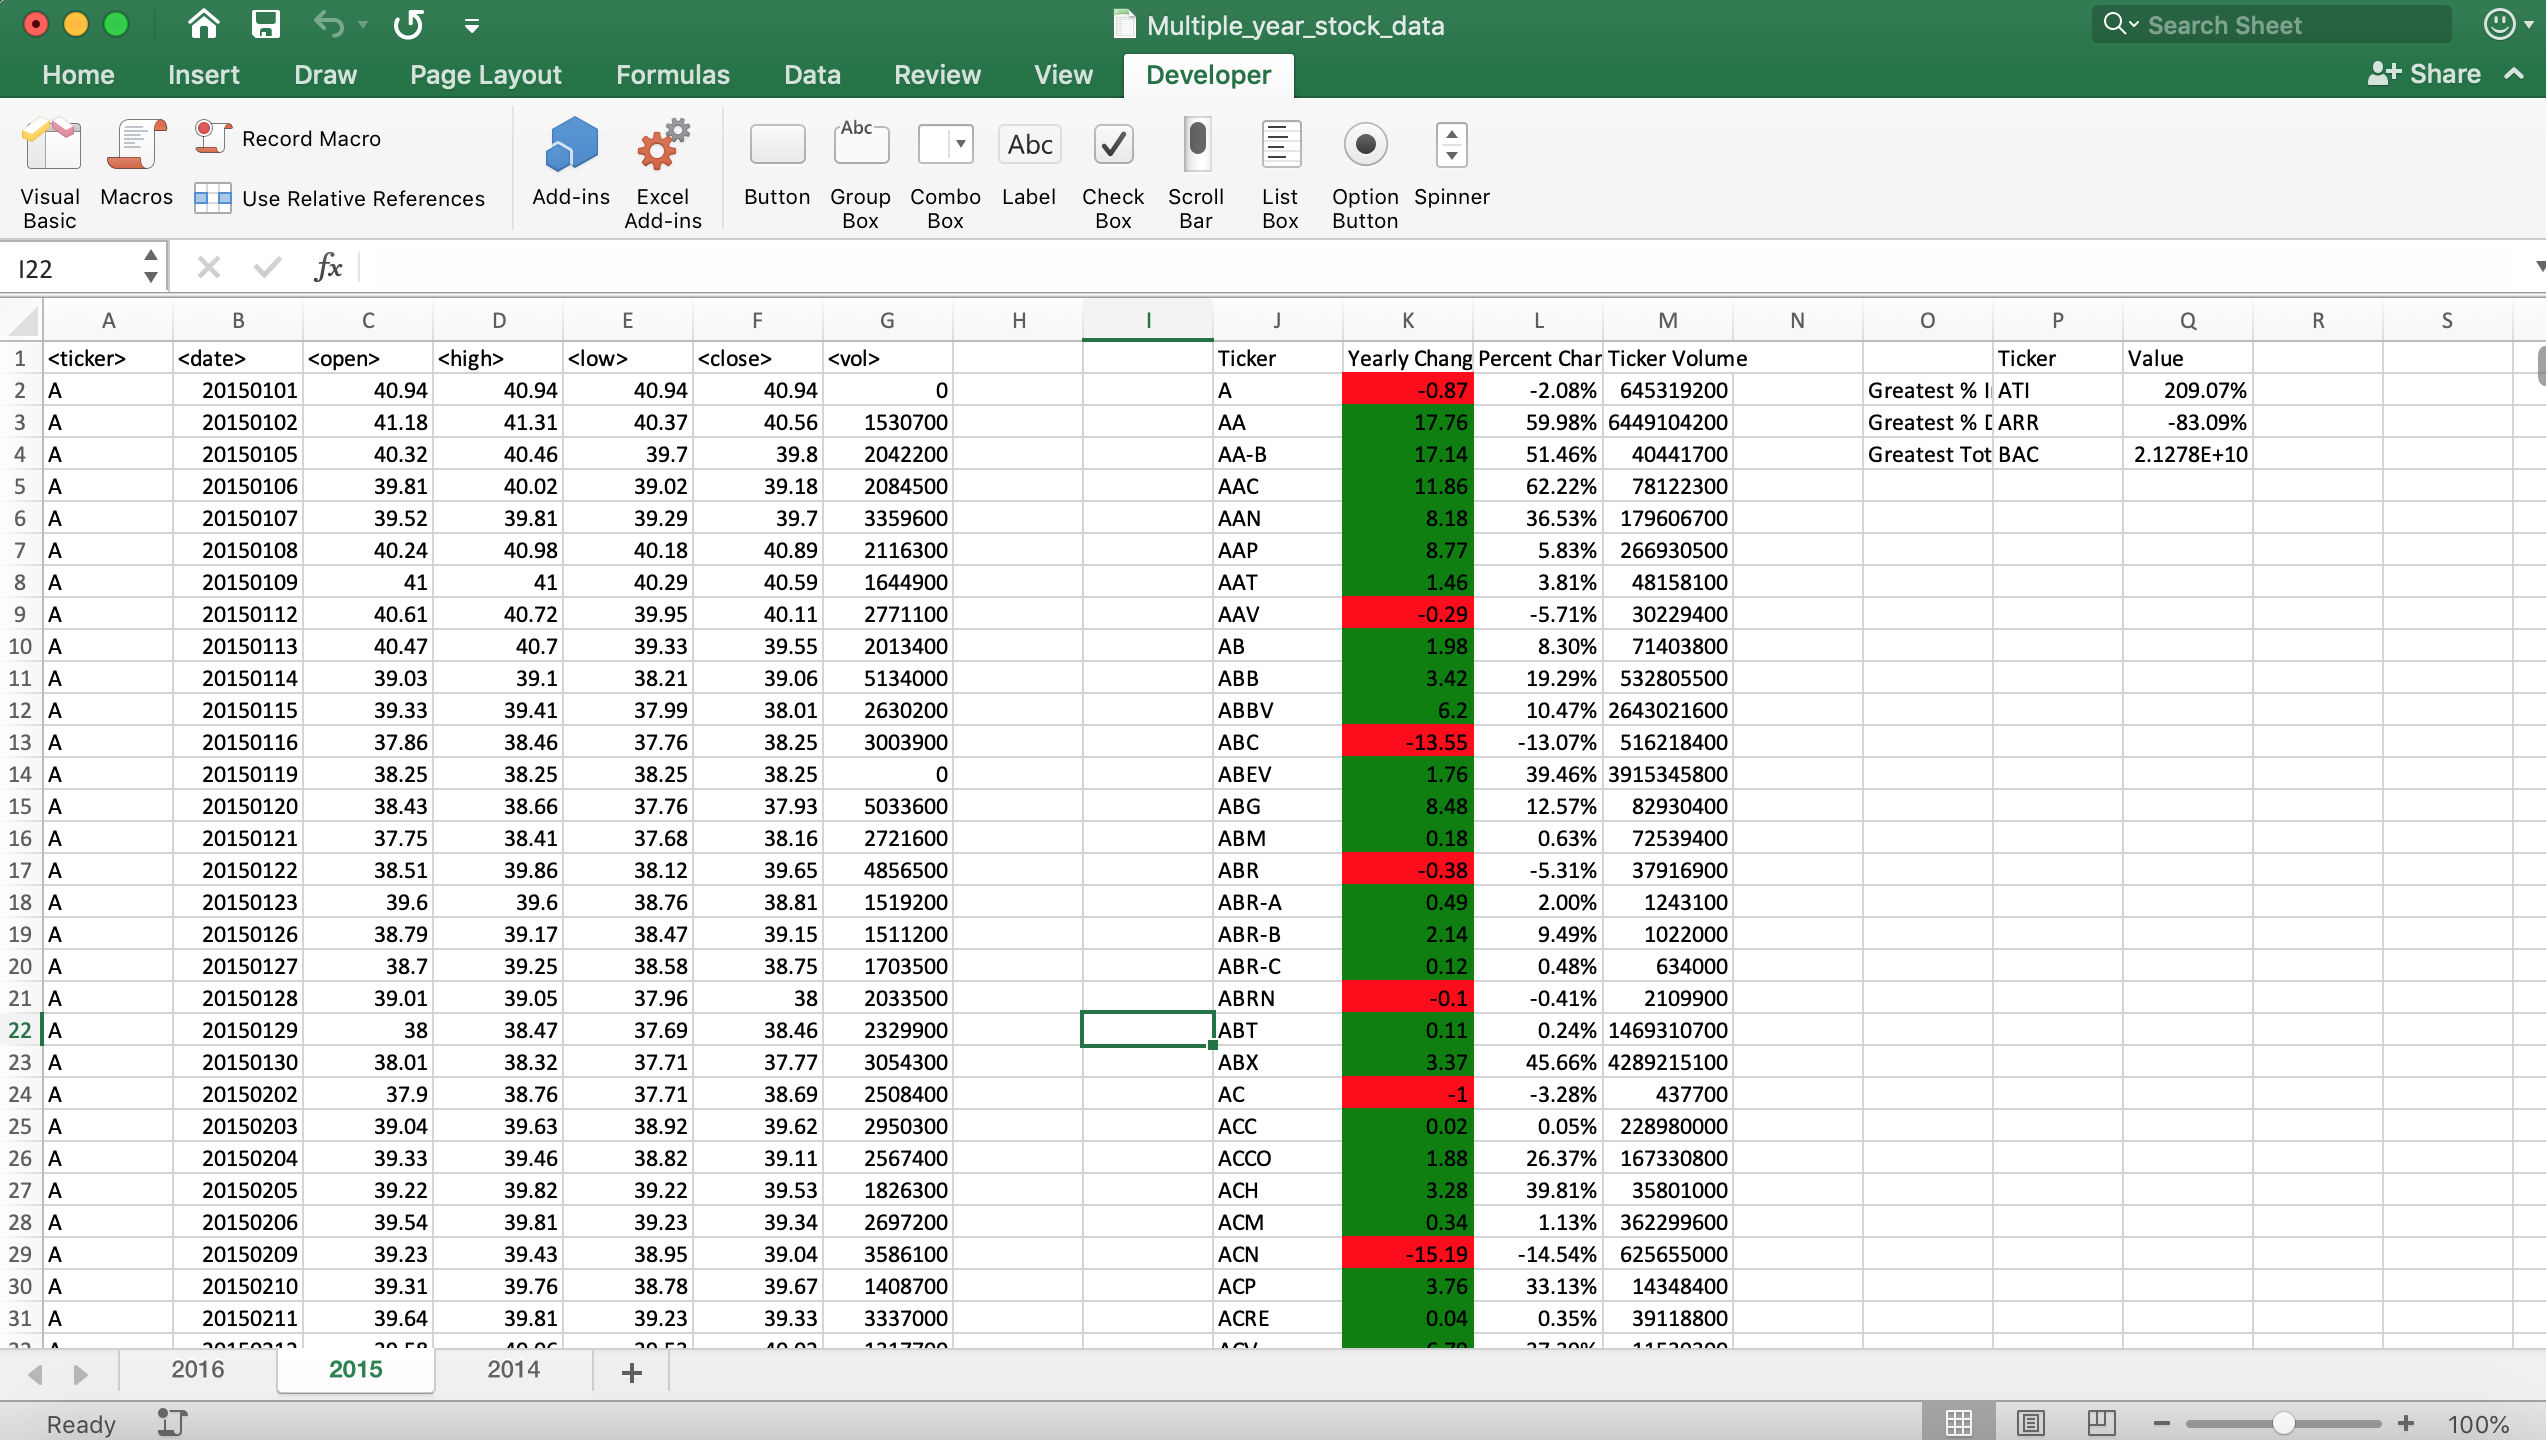 Multiple_year_stock_data
Search Sheet
Home Insert Draw Page Layout Formulas Data Review View Developer Share
Visual Basic
Macros
Record Macro
Use Relative References
Add-ins
Excel Add-ins
Button
Group Box
Combo Box
Label
Check Box
Scroll Bar
List Box
Option Button
Spinner
Abc
Abc
I22 fx
A B C D E F G H I J K L M N O P Q R S
1 <ticker> <date> <open> <high> <low> <close> <vol> Ticker Yearly Chang Percent Char Ticker Volume Ticker Value
2 A 20150101 40.94 40.94 40.94 40.94 0 A -0.87 -2.08% 645319200 Greatest % I ATI 209.07%
3 A 20150102 41.18 41.31 40.37 40.56 1530700 AA 17.76 59.98% 6449104200 Greatest % D ARR -83.09%
4 A 20150105 40.32 40.46 39.7 39.8 2042200 AA-B 17.14 51.46% 40441700 Greatest Tot BAC 2.1278E+10
5 A 20150106 39.81 40.02 39.02 39.18 2084500 AAC 11.86 62.22% 78122300
6 A 20150107 39.52 39.81 39.29 39.7 3359600 AAN 8.18 36.53% 179606700
7 A 20150108 40.24 40.98 40.18 40.89 2116300 AAP 8.77 5.83% 266930500
8 A 20150109 41 41 40.29 40.59 1644900 AAT 1.46 3.81% 48158100
9 A 20150112 40.61 40.72 39.95 40.11 2771100 AAV -0.29 -5.71% 30229400
10 A 20150113 40.47 40.7 39.33 39.55 2013400 AB 1.98 8.30% 71403800
11 A 20150114 39.03 39.1 38.21 39.06 5134000 ABB 3.42 19.29% 532805500
12 A 20150115 39.33 39.41 37.99 38.01 2630200 ABBV 6.2 10.47% 2643021600
13 A 20150116 37.86 38.46 37.76 38.25 3003900 ABC -13.55 -13.07% 516218400
14 A 20150119 38.25 38.25 38.25 38.25 0 ABEV 1.76 39.46% 3915345800
15 A 20150120 38.43 38.66 37.76 37.93 5033600 ABG 8.48 12.57% 82930400
16 A 20150121 37.75 38.41 37.68 38.16 2721600 ABM 0.18 0.63% 72539400
17 A 20150122 38.51 39.86 38.12 39.65 4856500 ABR -0.38 -5.31% 37916900
18 A 20150123 39.6 39.6 38.76 38.81 1519200 ABR-A 0.49 2.00% 1243100
19 A 20150126 38.79 39.17 38.47 39.15 1511200 ABR-B 2.14 9.49% 1022000
20 A 20150127 38.7 39.25 38.58 38.75 1703500 ABR-C 0.12 0.48% 634000
21 A 20150128 39.01 39.05 37.96 38 2033500 ABRN -0.1 -0.41% 2109900
22 A 20150129 38 38.47 37.69 38.46 2329900 ABT 0.11 0.24% 1469310700
23 A 20150130 38.01 38.32 37.71 37.77 3054300 ABX 3.37 45.66% 4289215100
24 A 20150202 37.9 38.76 37.71 38.69 2508400 AC -1 -3.28% 437700
25 A 20150203 39.04 39.63 38.92 39.62 2950300 ACC 0.02 0.05% 228980000
26 A 20150204 39.33 39.46 38.82 39.11 2567400 ACCO 1.88 26.37% 167330800
27 A 20150205 39.22 39.82 39.22 39.53 1826300 ACH 3.28 39.81% 35801000
28 A 20150206 39.54 39.81 39.23 39.34 2697200 ACM 0.34 1.13% 362299600
29 A 20150209 39.23 39.43 38.95 39.04 3586100 ACN -15.19 -14.54% 625655000
30 A 20150210 39.31 39.76 38.78 39.67 1408700 ACP 3.76 33.13% 14348400
31 A 20150211 39.64 39.81 39.23 39.33 3337000 ACRE 0.04 0.35% 39118800
2016 2015 2014
Ready 100%